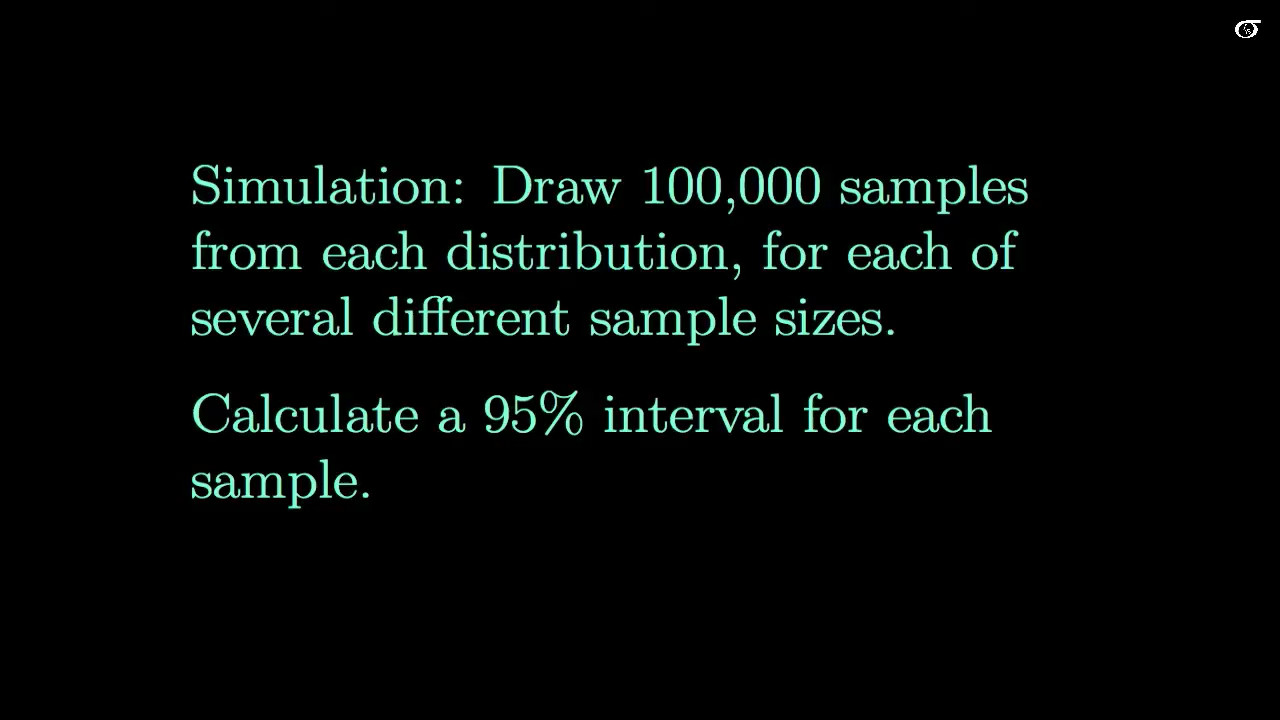 Simulation: Draw 100,000 samples
from each distribution, for each of
several different sample sizes.
Calculate a 95% interval for each
sample.